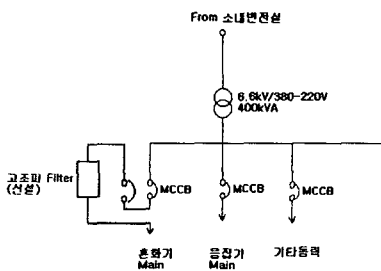 From 소내변전실
6.6kV/380-220V
400kVA
고조파 Filter
(신설)
MCCB
MCCB
MCCB
혼화기
Main
응집기
Main
기타동력